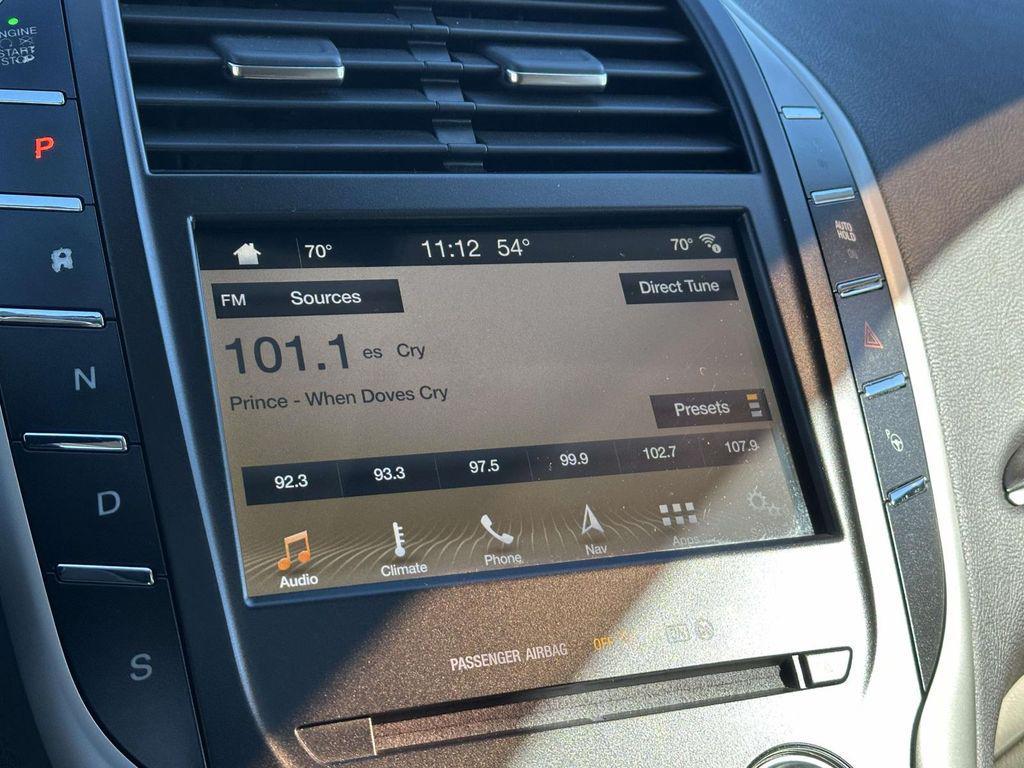 ENGINE
START
STOP
P
N
D
S
70° 11:12 54° 70°
FM Sources
Direct Tune
101.1 es Cry
Prince - When Doves Cry
Presets
92.3 93.3 97.5 99.9 102.7 107.9
Audio Climate Phone Nav Apps
AUTO
HOLD
PASSENGER AIRBAG OFF ON